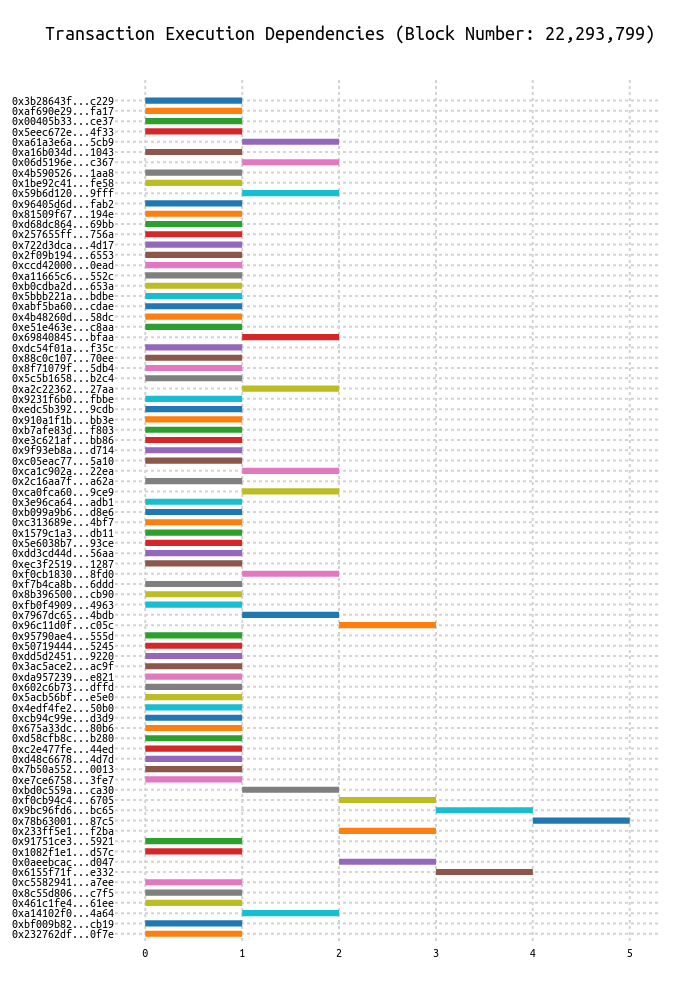 Transaction Execution Dependencies (Block Number: 22,293,799)
0x3b28643f...c229
0xaf690e29...fa17
0x00405b33...ce37
0x5eec672e...4f33
0xa61a3e6a...5cb9
0xa16b034d...1043
0x06d5196e...c367
0x4b590526...1aa8
0x1be92c41...fe58
0x59b6d120...9fff
0x96405d6d...fab2
0x81509f67...194e
0xd68dc864...69bb
0x257655ff...756a
0x722d3dca...4d17
0x2f09b194...6553
0xccd42000...0ead
0xa11665c6...552c
0xb0cdba2d...653a
0x5bbb221a...bdbe
0xabf5ba60...cdae
0x4b48260d...58dc
0xe51e463e...c8aa
0x69840845...bfaa
0xdc54f01a...f35c
0x88c0c107...70ee
0x8f71079f...5db4
0x5c5b1658...b2c4
0xa2c22362...27aa
0x9231f6b0...fbbe
0xedc5b392...9cdb
0x910a1f1b...bb3e
0xb7afe83d...f803
0xe3c621af...bb86
0x9f93eb8a...d714
0xc05eac77...5a10
0xca1c902a...22ea
0x2c16aa7f...a62a
0xca0fca60...9ce9
0x3e96ca64...adb1
0xb099a9b6...d8e6
0xc313689e...4bf7
0x1579c1a3...db11
0x5e6038b7...93ce
0xdd3cd44d...56aa
0xec3f2519...1287
0xf0cb1830...8fd0
0xf7b4ca8b...6ddd
0x8b396500...cb90
0xfb0f4909...4963
0x7967dc65...4bdb
0x96c11d0f...c05c
0x95790ae4...555d
0x50719444...5245
0xdd5d2451...9220
0x3ac5ace2...ac9f
0xda957239...e821
0x602c6b73...dffd
0x5acb56bf...e5e0
0x4edf4fe2...50b0
0xcb94c99e...d3d9
0x675a33dc...80b6
0xd58cfb8c...b280
0xc2e477fe...44ed
0xd48c6678...4d7d
0x7b50a552...0013
0xe7ce6758...3fe7
0xbd0c559a...ca30
0xf0cb94c4...6705
0x9bc96fd6...bc65
0x78b63001...87c5
0x233ff5e1...f2ba
0x91751ce3...5921
0x1082f1e1...d57c
0x0aeebcac...d047
0x6155f71f...e332
0xc5582941...a7ee
0x8c55d806...c7f5
0x461c1fe4...61ee
0xa14102f0...4a64
0xbf009b82...cb19
0x232762df...0f7e
0 1 2 3 4 5